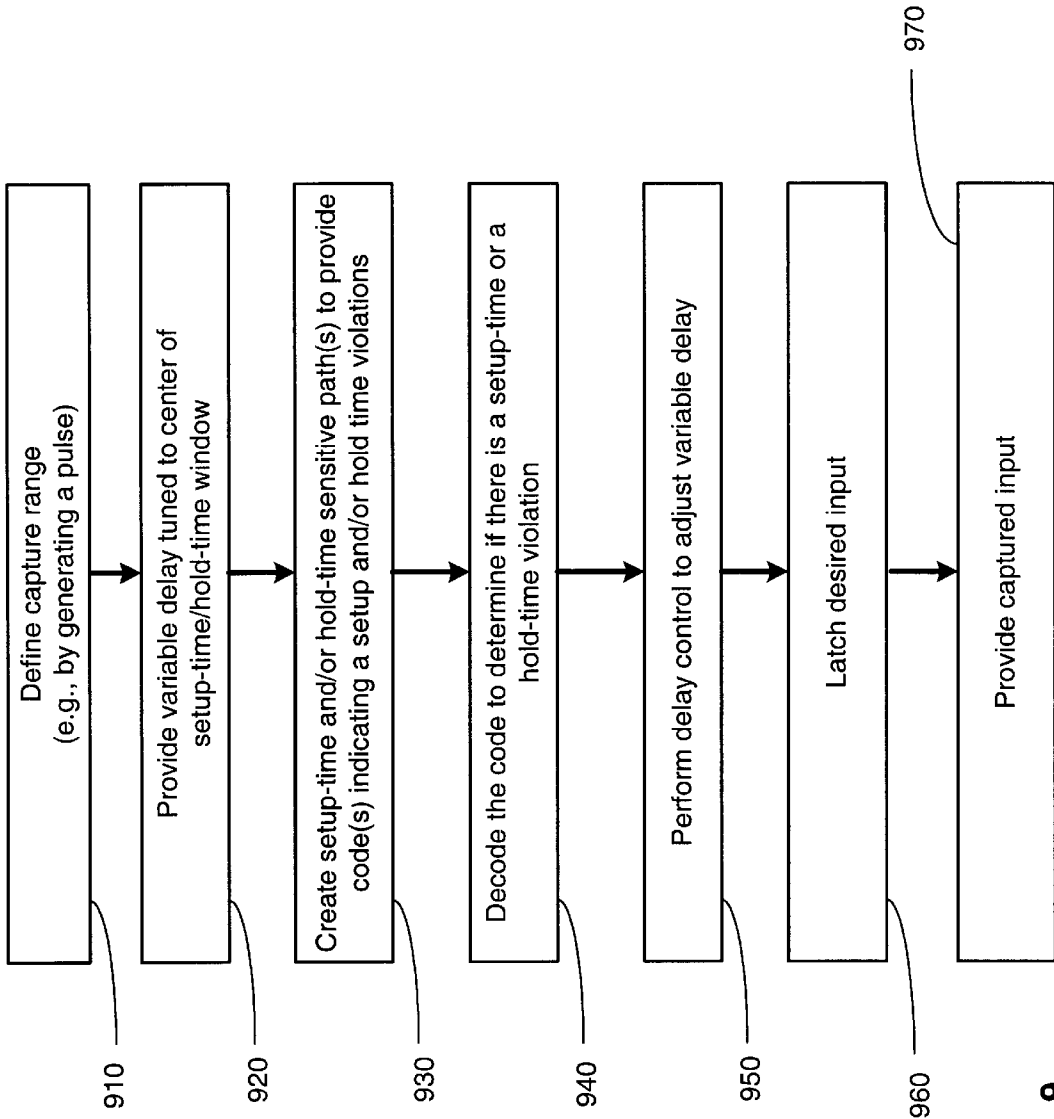 Define capture range
(e.g., by generating a pulse)
910
Provide variable delay tuned to center of
setup-time/hold-time window
920
Create setup-time and/or hold-time sensitive path(s) to provide
code(s) indicating a setup and/or hold time violations
930
Decode the code to determine if there is a setup-time or a
hold-time violation
940
Perform delay control to adjust variable delay
950
Latch desired input
960
Provide captured input
970